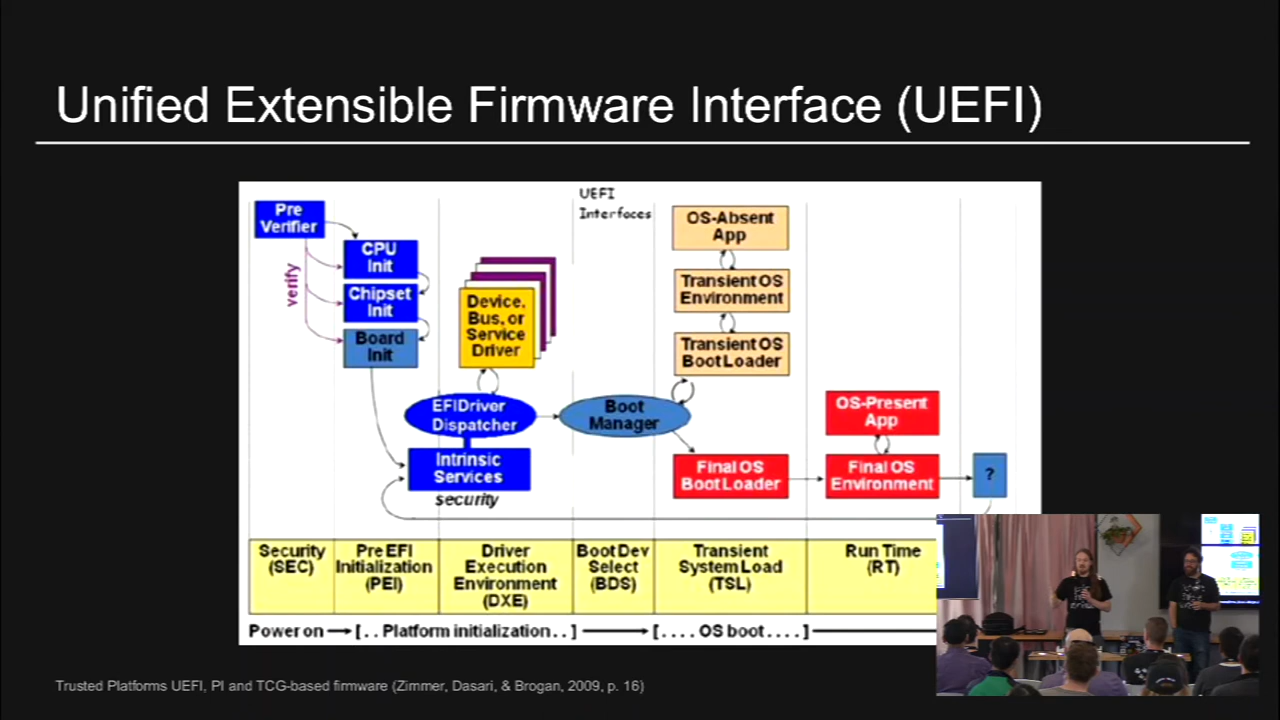 Unified Extensible Firmware Interface (UEFI)
UEFI
Interfaces
Pre
Verifier
verify
CPU
Init
Chipset
Init
Board
Init
Device,
Bus, or
Service
Driver
EFIDriver
Dispatcher
Intrinsic
Services
security
Boot
Manager
OS-Absent
App
Transient OS
Environment
Transient OS
Boot Loader
Final OS
Boot Loader
OS-Present
App
Final OS
Environment
?
Security
(SEC)
Pre EFI
Initialization
(PEI)
Driver
Execution
Environment
(DXE)
Boot Dev
Select
(BDS)
Transient
System Load
(TSL)
Run Time
(RT)
Power on [. . Platform initialization . . ] [. . . . OS boot . . . . ]
Trusted Platforms UEFI, PI and TCG-based firmware (Zimmer, Dasari, & Brogan, 2009, p. 16)